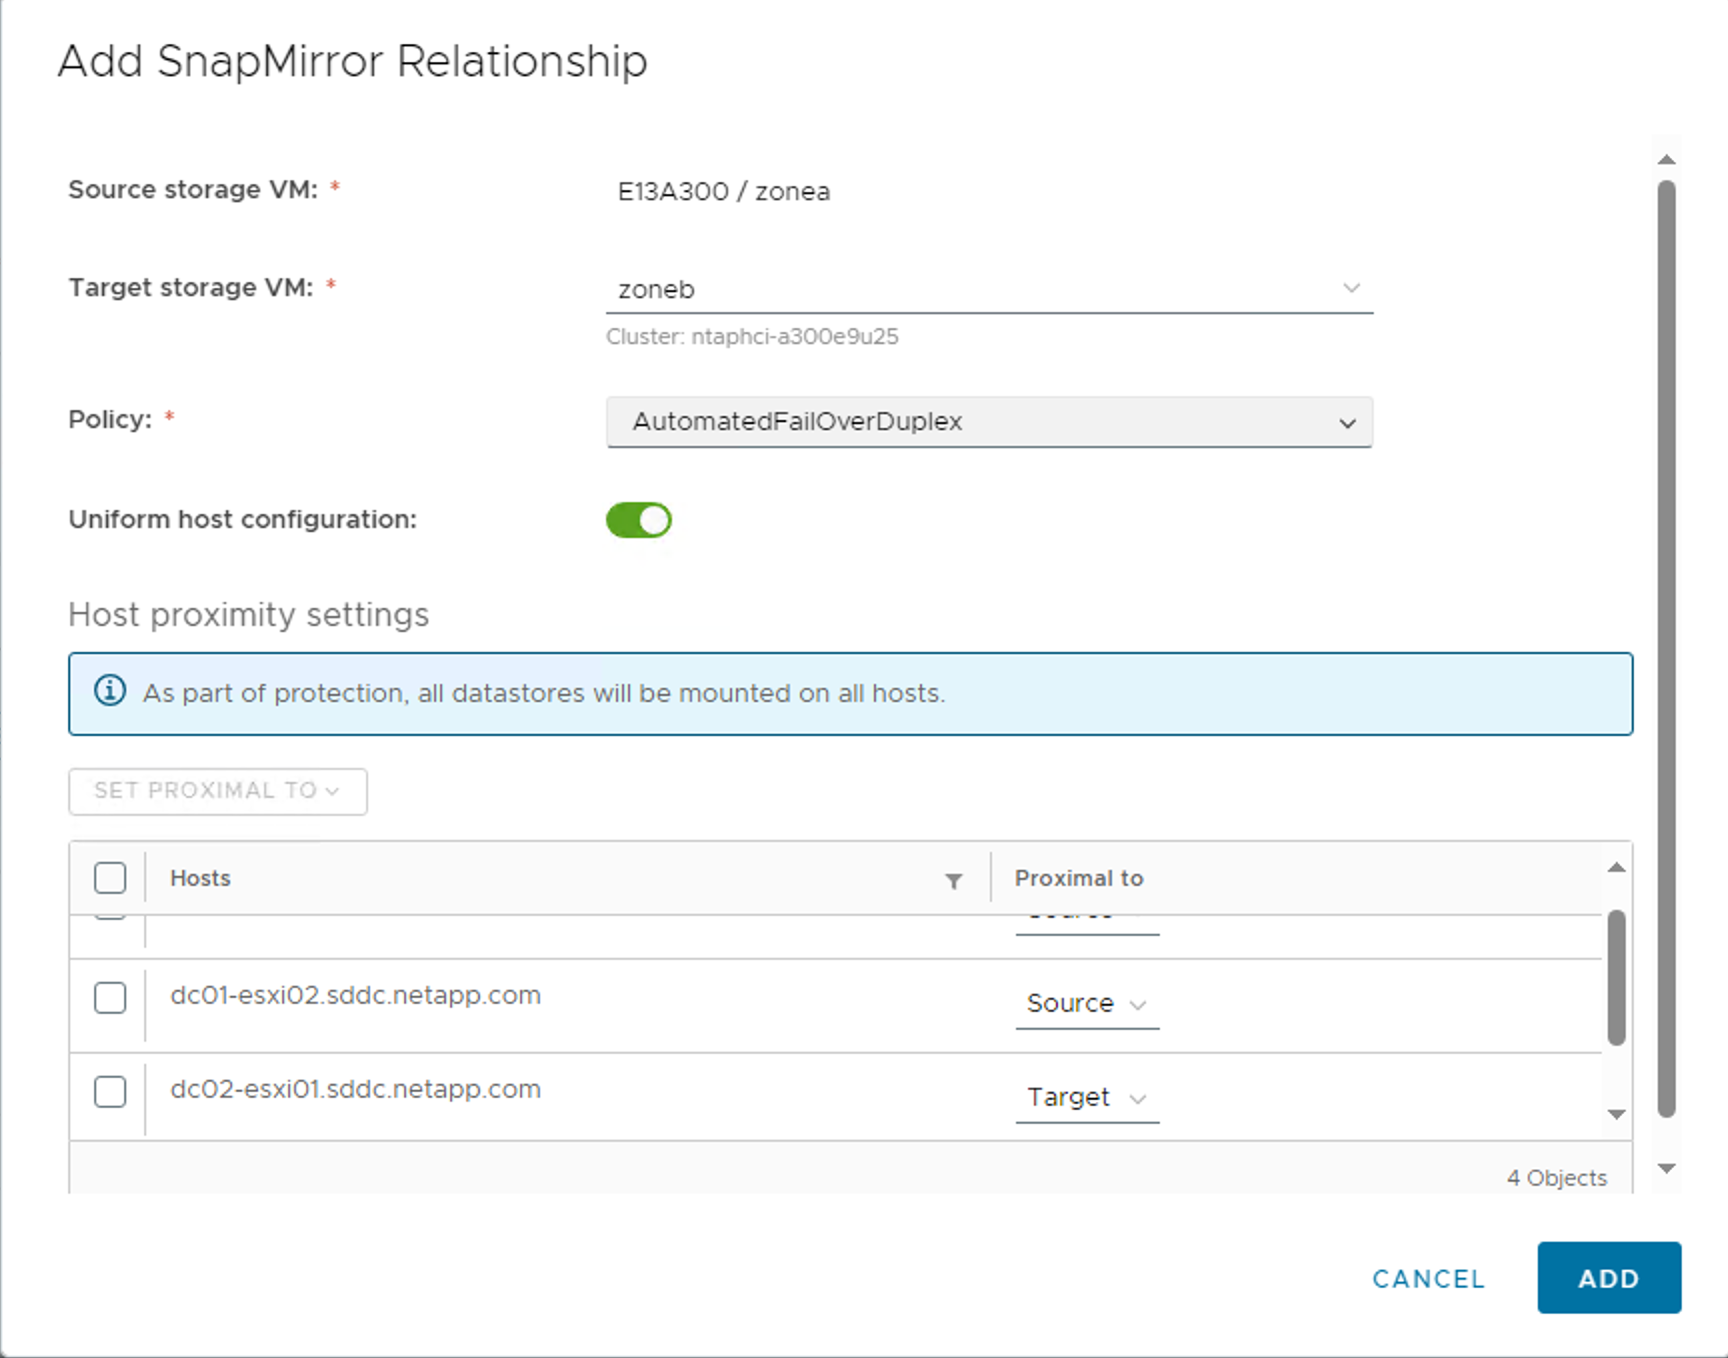 Add SnapMirror Relationship
Source storage VM: * E13A300 / zonea
Target storage VM: * zoneb
Cluster: ntaphci-a300e9u25
Policy: * AutomatedFailOverDuplex
Uniform host configuration:
Host proximity settings
As part of protection, all datastores will be mounted on all hosts.
SET PROXIMAL TO
Hosts Proximal to
dc01-esxi02.sddc.netapp.com Source
dc02-esxi01.sddc.netapp.com Target
4 Objects
CANCEL ADD